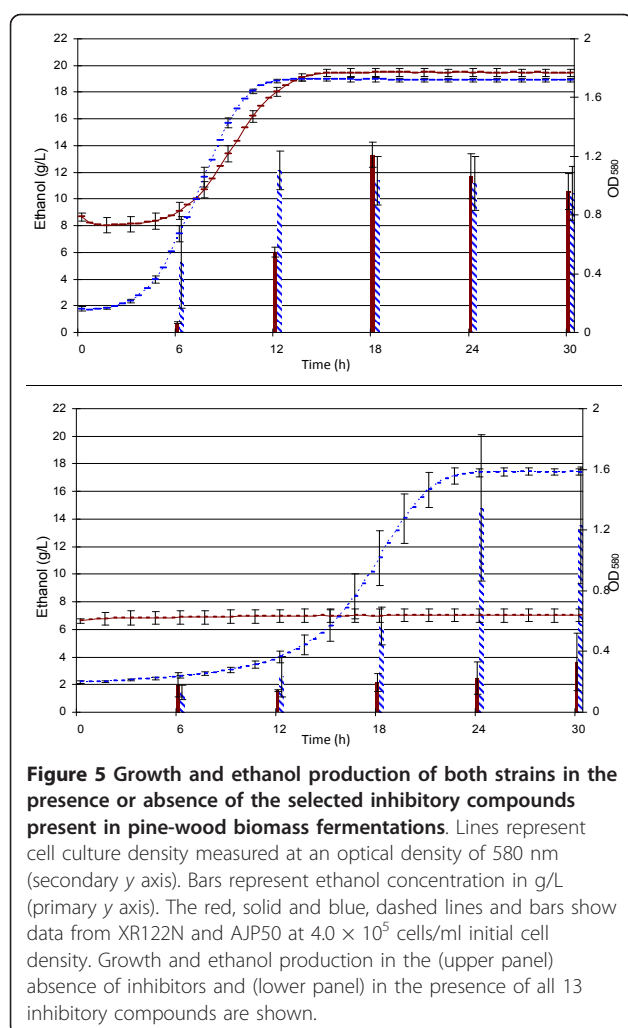 22
20
18
16
14
12
10
8
6
4
2
0
Ethanol (g/L)
2
1.6
1.2
0.8
0.4
0
OD580
0 6 12 18 24 30
Time (h)
22
20
18
16
14
12
10
8
6
4
2
0
Ethanol (g/L)
2
1.6
1.2
0.8
0.4
0
OD580
0 6 12 18 24 30
Time (h)
Figure 5 Growth and ethanol production of both strains in the
presence or absence of the selected inhibitory compounds
present in pine-wood biomass fermentations. Lines represent
cell culture density measured at an optical density of 580 nm
(secondary y axis). Bars represent ethanol concentration in g/L
(primary y axis). The red, solid and blue, dashed lines and bars show
data from XR122N and AJP50 at 4.0 × 10⁵ cells/ml initial cell
density. Growth and ethanol production in the (upper panel)
absence of inhibitors and (lower panel) in the presence of all 13
inhibitory compounds are shown.